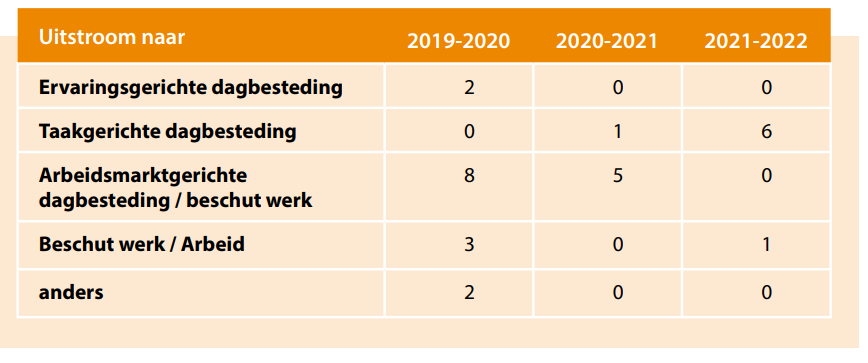 Uitstroom naar 2019-2020 2020-2021 2021-2022
Ervaringsgerichte dagbesteding 2 0 0
Taakgerichte dagbesteding 0 1 6
Arbeidsmarktgerichte
dagbesteding / beschut werk 8 5 0
Beschut werk / Arbeid 3 0 1
anders 2 0 0